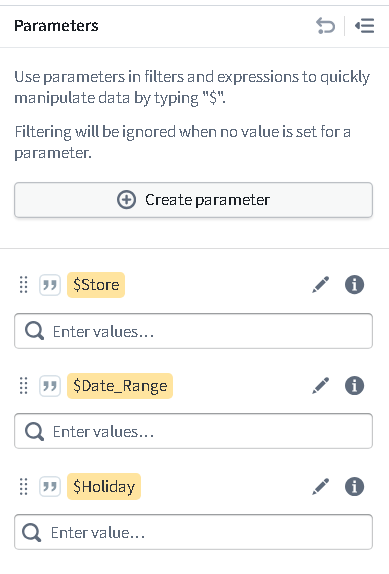 Parameters
Use parameters in filters and expressions to quickly
manipulate data by typing "$".
Filtering will be ignored when no value is set for a
parameter.
Create parameter
$Store
Enter values...
$Date_Range
Enter values...
$Holiday
Enter value...